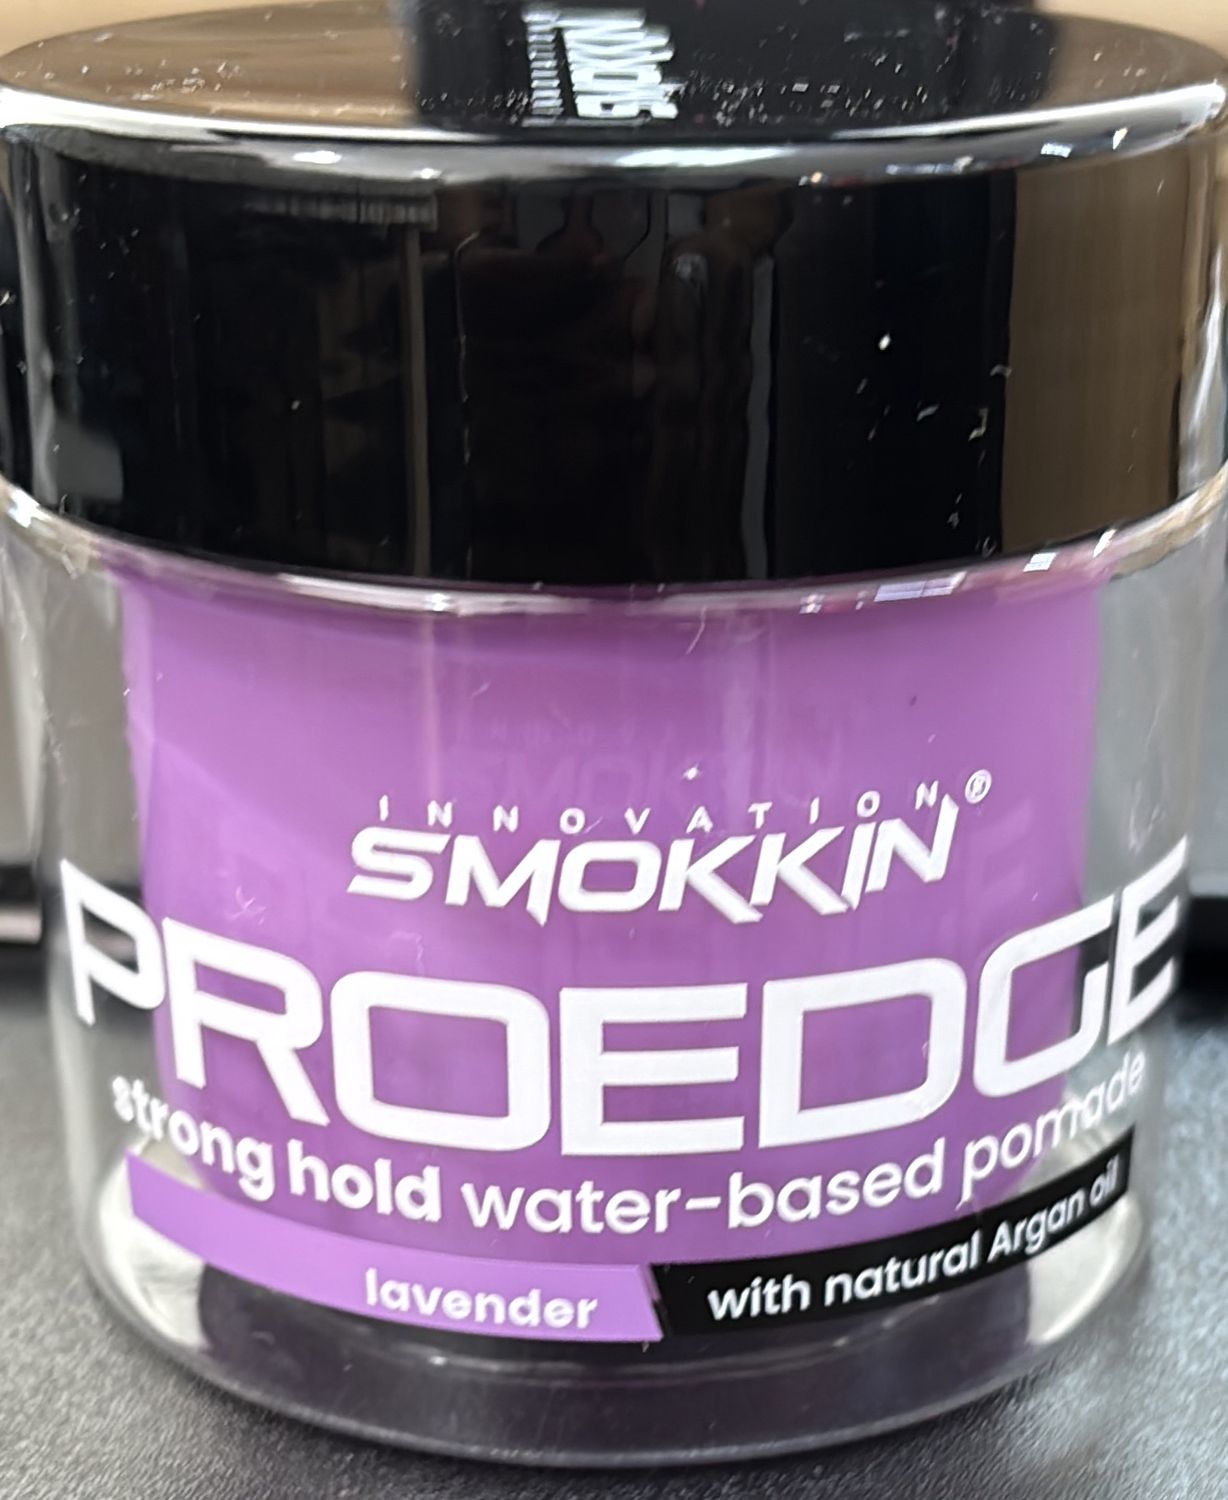 INNOVATION®
SMOKKIN
PROEDGE
strong hold water-based pomade
lavender
with natural Argan oil